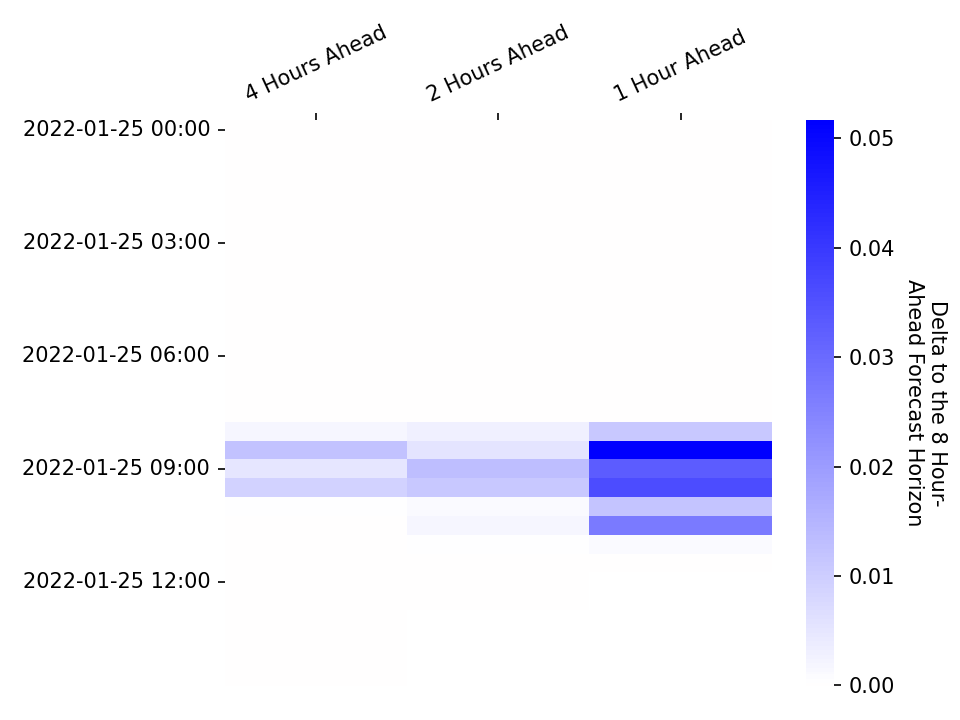 4 Hours Ahead
2 Hours Ahead
1 Hour Ahead
2022-01-25 00:00
2022-01-25 03:00
2022-01-25 06:00
2022-01-25 09:00
2022-01-25 12:00
0.05
0.04
0.03
0.02
0.01
0.00
Delta to the 8 Hour-
Ahead Forecast Horizon